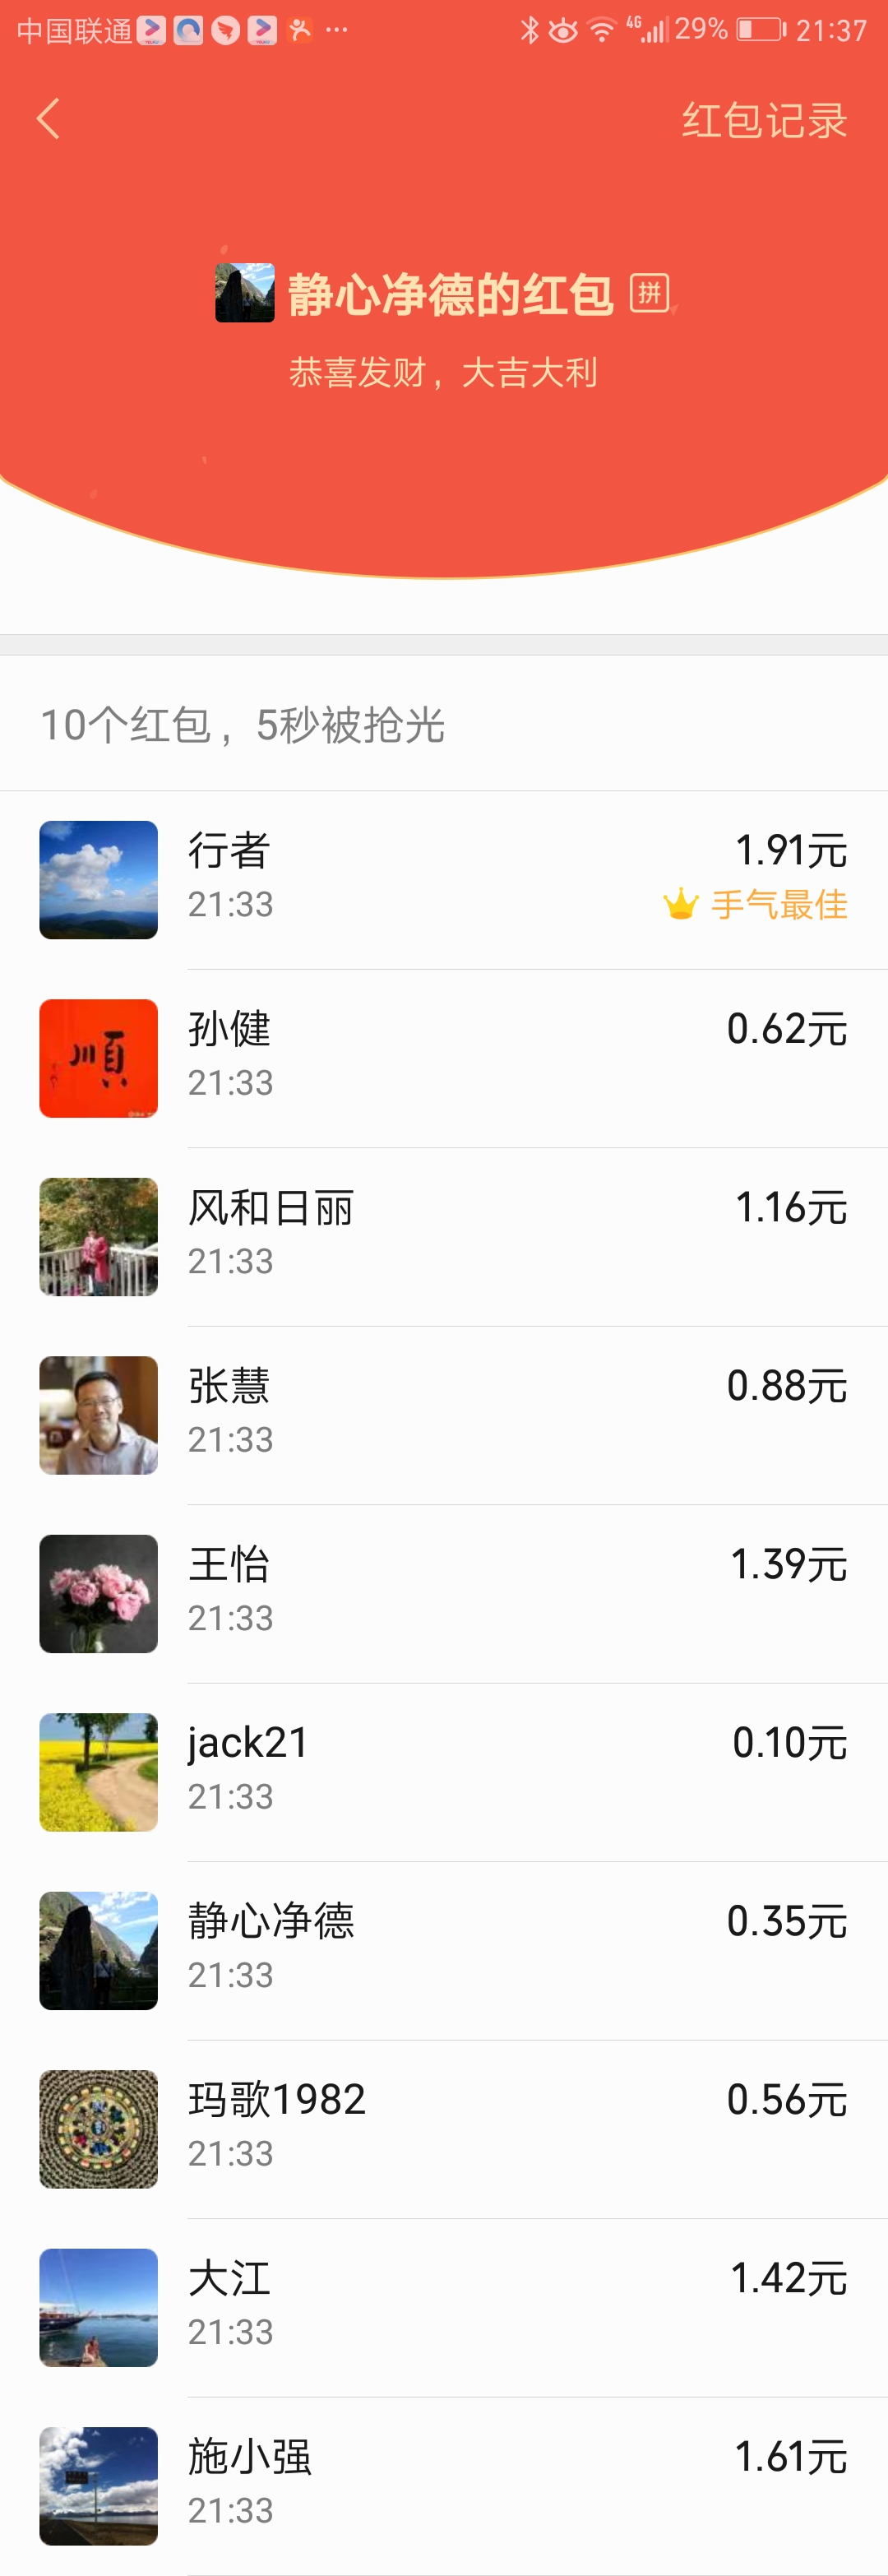 中国联通 ··· 4G 29% 21:37
红包记录
静心净德的红包 拼
恭喜发财，大吉大利
10个红包，5秒被抢光
行者 1.91元
21:33 手气最佳
孙健 0.62元
21:33
順
风和日丽 1.16元
21:33
张慧 0.88元
21:33
王怡 1.39元
21:33
jack21 0.10元
21:33
静心净德 0.35元
21:33
玛歌1982 0.56元
21:33
大江 1.42元
21:33
施小强 1.61元
21:33